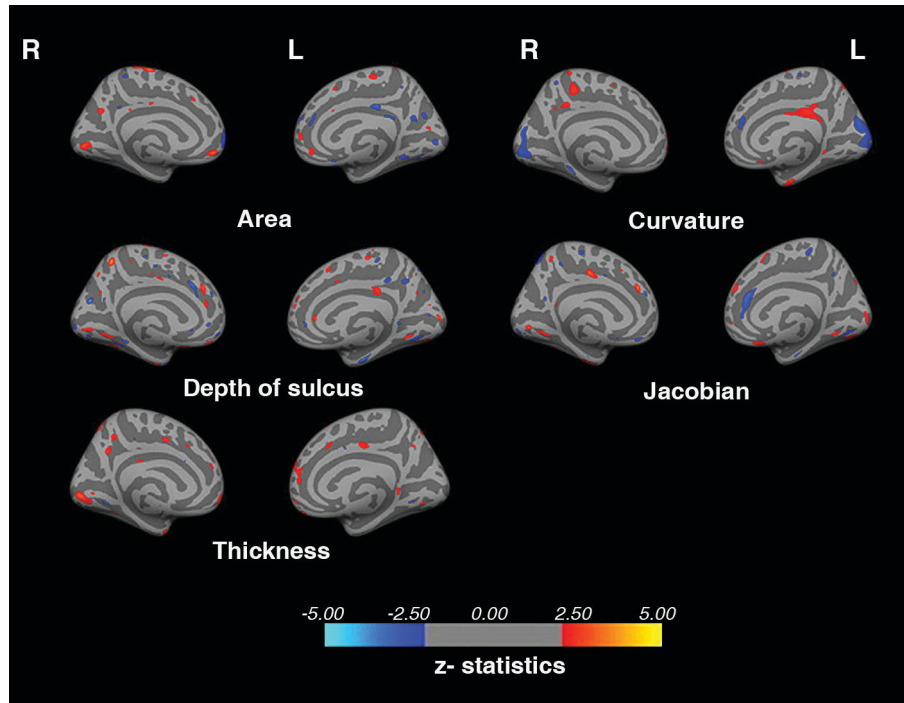 R L R L
Area Curvature
Depth of sulcus Jacobian
Thickness
-5.00 -2.50 0.00 2.50 5.00
z- statistics